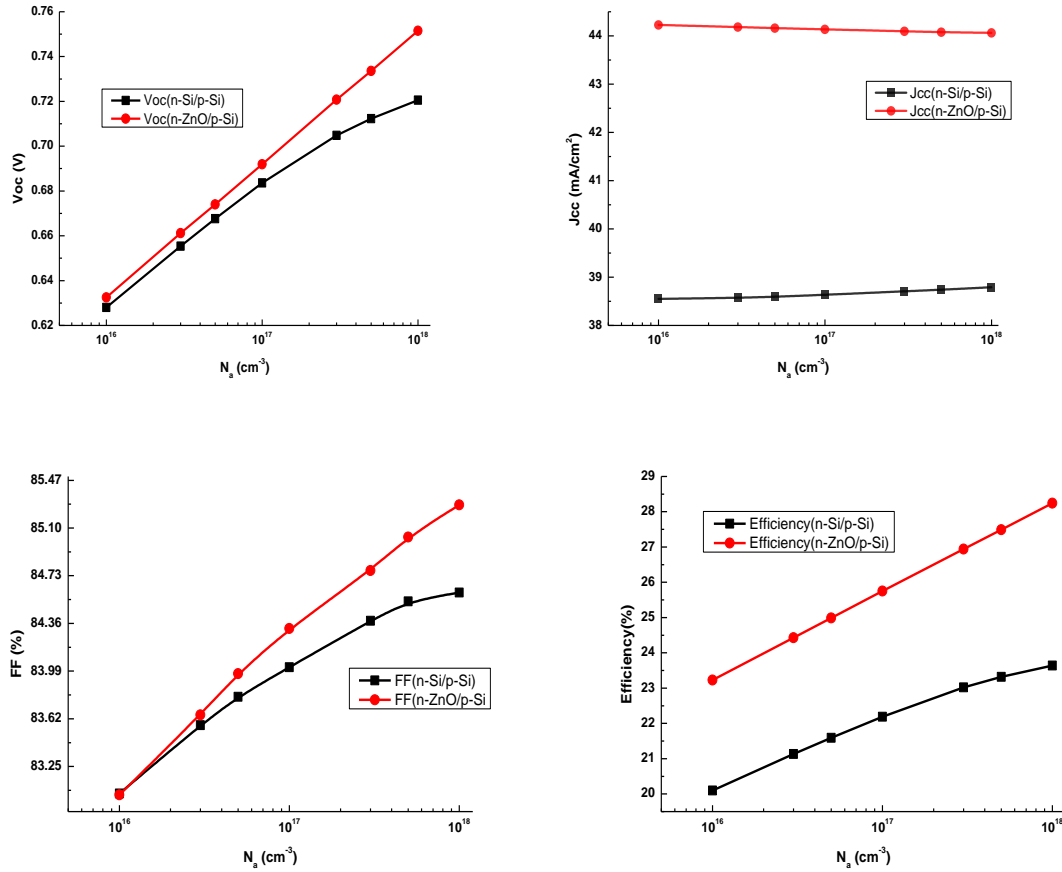 0.76
0.74
0.72
0.70
0.68
0.66
0.64
0.62
Voc (V)
Voc(n-Si/p-Si)
Voc(n-ZnO/p-Si)
10^16
10^17
10^18
N_a (cm^-3)
44
43
42
41
40
39
38
Jcc (mA/cm^2)
Jcc(n-Si/p-Si)
Jcc(n-ZnO/p-Si)
10^16
10^17
10^18
N_a (cm^-3)
85.47
85.10
84.73
84.36
83.99
83.62
83.25
FF (%)
FF(n-Si/p-Si)
FF(n-ZnO/p-Si
10^16
10^17
10^18
N_a (cm^-3)
29
28
27
26
25
24
23
22
21
20
Efficiency(%)
Efficiency(n-Si/p-Si)
Efficiency(n-ZnO/p-Si)
10^16
10^17
10^18
N_a (cm^-3)